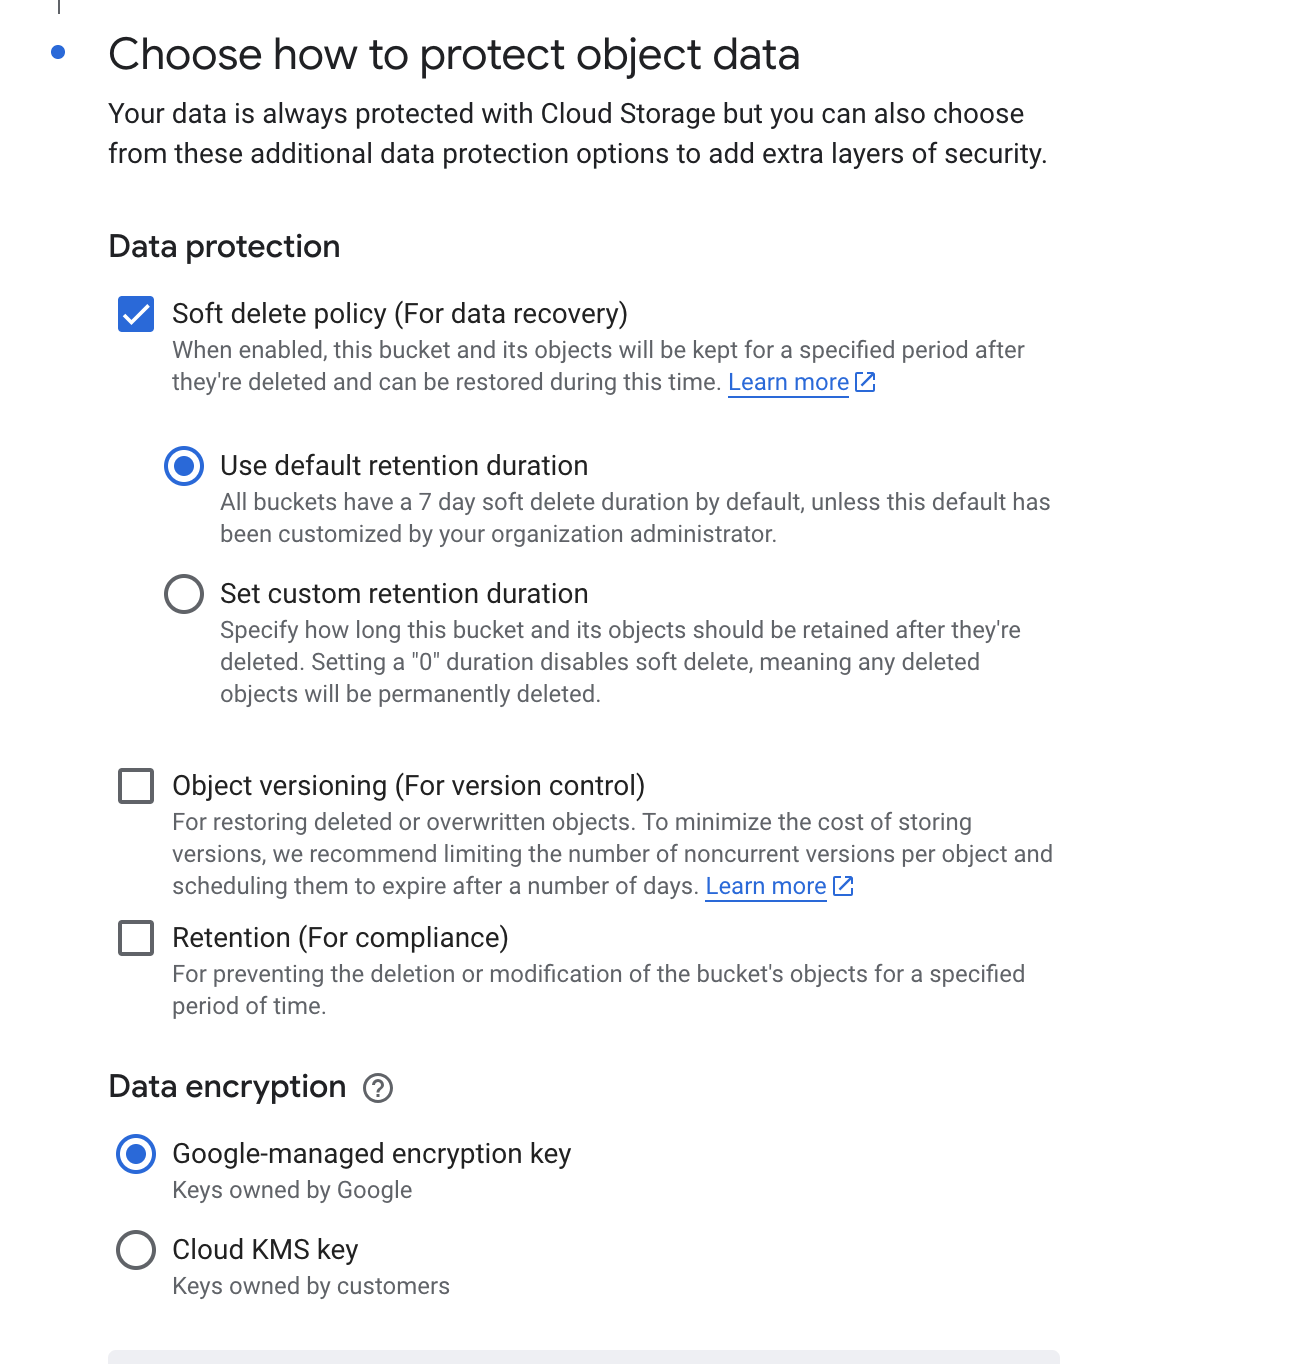 Choose how to protect object data
Your data is always protected with Cloud Storage but you can also choose
from these additional data protection options to add extra layers of security.
Data protection
Soft delete policy (For data recovery)
When enabled, this bucket and its objects will be kept for a specified period after
they're deleted and can be restored during this time. Learn more
Use default retention duration
All buckets have a 7 day soft delete duration by default, unless this default has
been customized by your organization administrator.
Set custom retention duration
Specify how long this bucket and its objects should be retained after they're
deleted. Setting a "0" duration disables soft delete, meaning any deleted
objects will be permanently deleted.
Object versioning (For version control)
For restoring deleted or overwritten objects. To minimize the cost of storing
versions, we recommend limiting the number of noncurrent versions per object and
scheduling them to expire after a number of days. Learn more
Retention (For compliance)
For preventing the deletion or modification of the bucket's objects for a specified
period of time.
Data encryption
Google-managed encryption key
Keys owned by Google
Cloud KMS key
Keys owned by customers